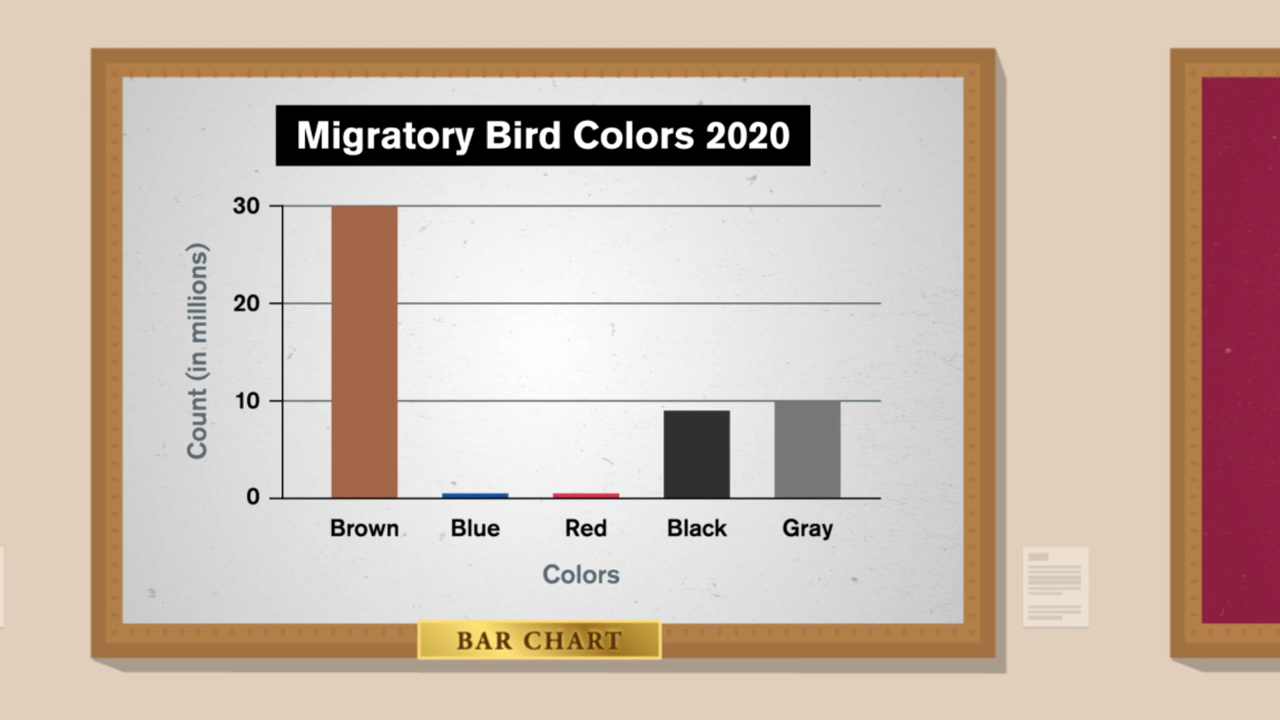 Migratory Bird Colors 2020
Count (in millions)
30
20
10
0
Brown Blue Red Black Gray
Colors
BAR CHART